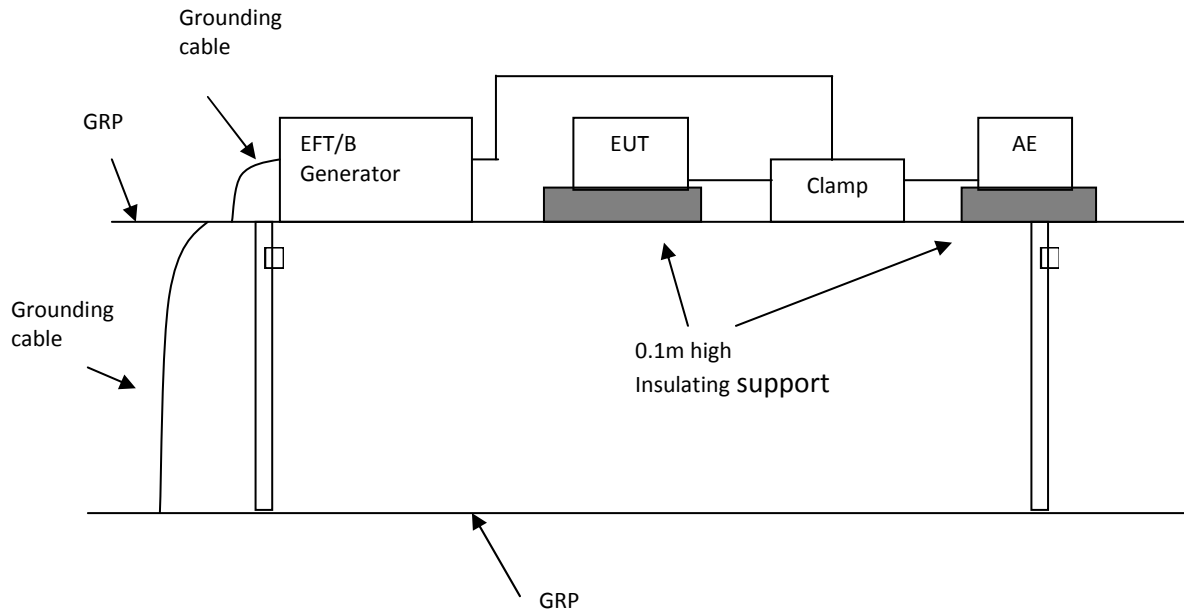 Grounding
cable
GRP
EFT/B
Generator
EUT
Clamp
AE
Grounding
cable
0.1m high
Insulating support
GRP